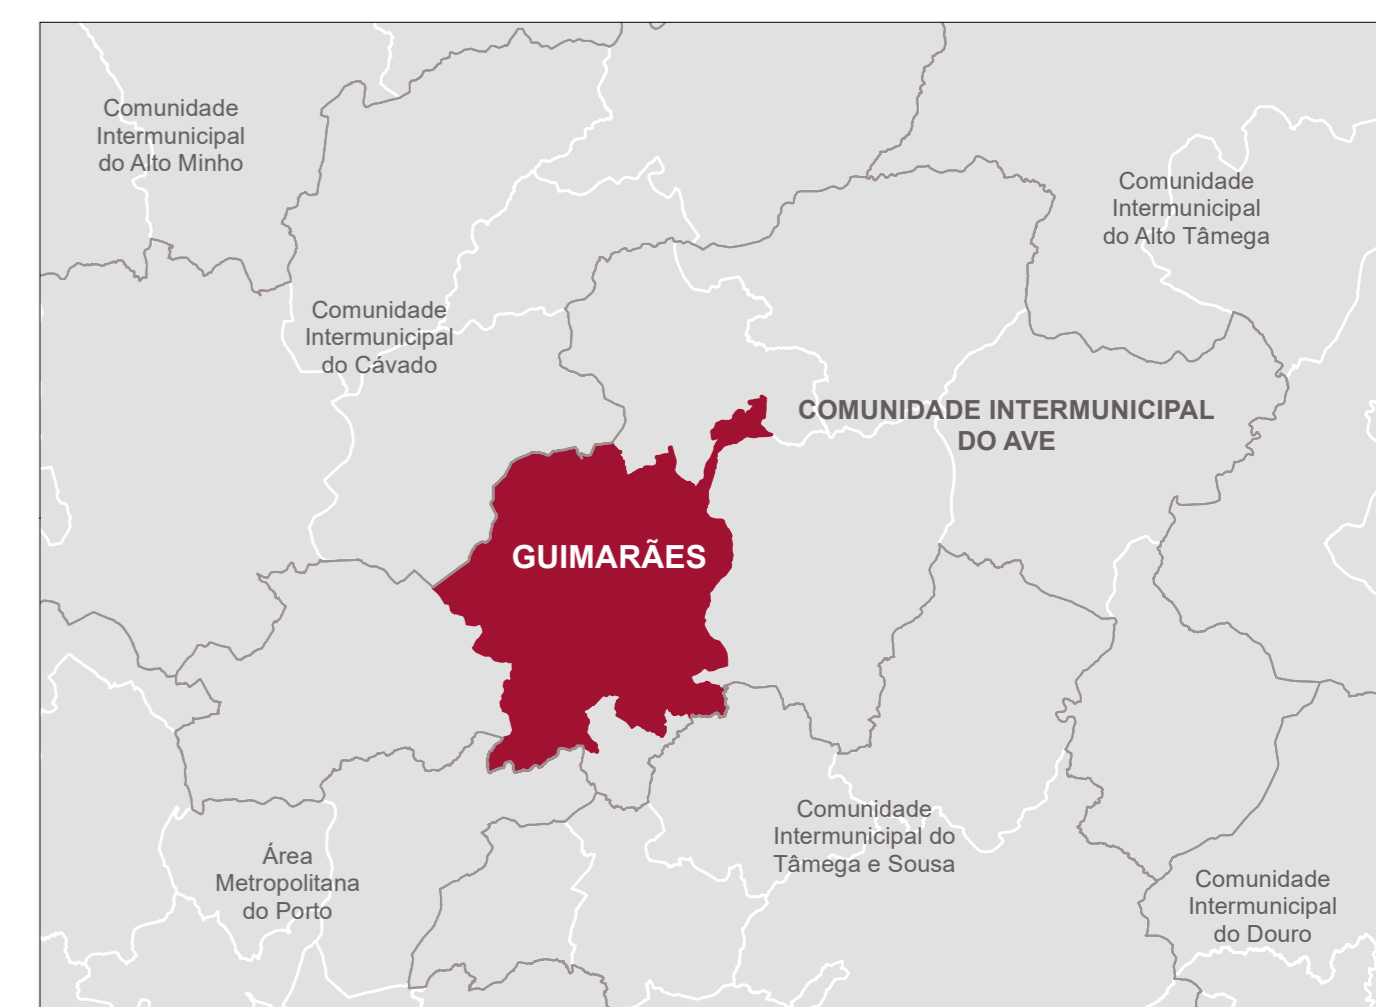 Comunidade
Intermunicipal
do Alto Minho
Comunidade
Intermunicipal
do Alto Tâmega
Comunidade
Intermunicipal
do Cávado
COMUNIDADE INTERMUNICIPAL
DO AVE
GUIMARÃES
Comunidade
Intermunicipal do
Tâmega e Sousa
Área
Metropolitana
do Porto
Comunidade
Intermunicipal
do Douro